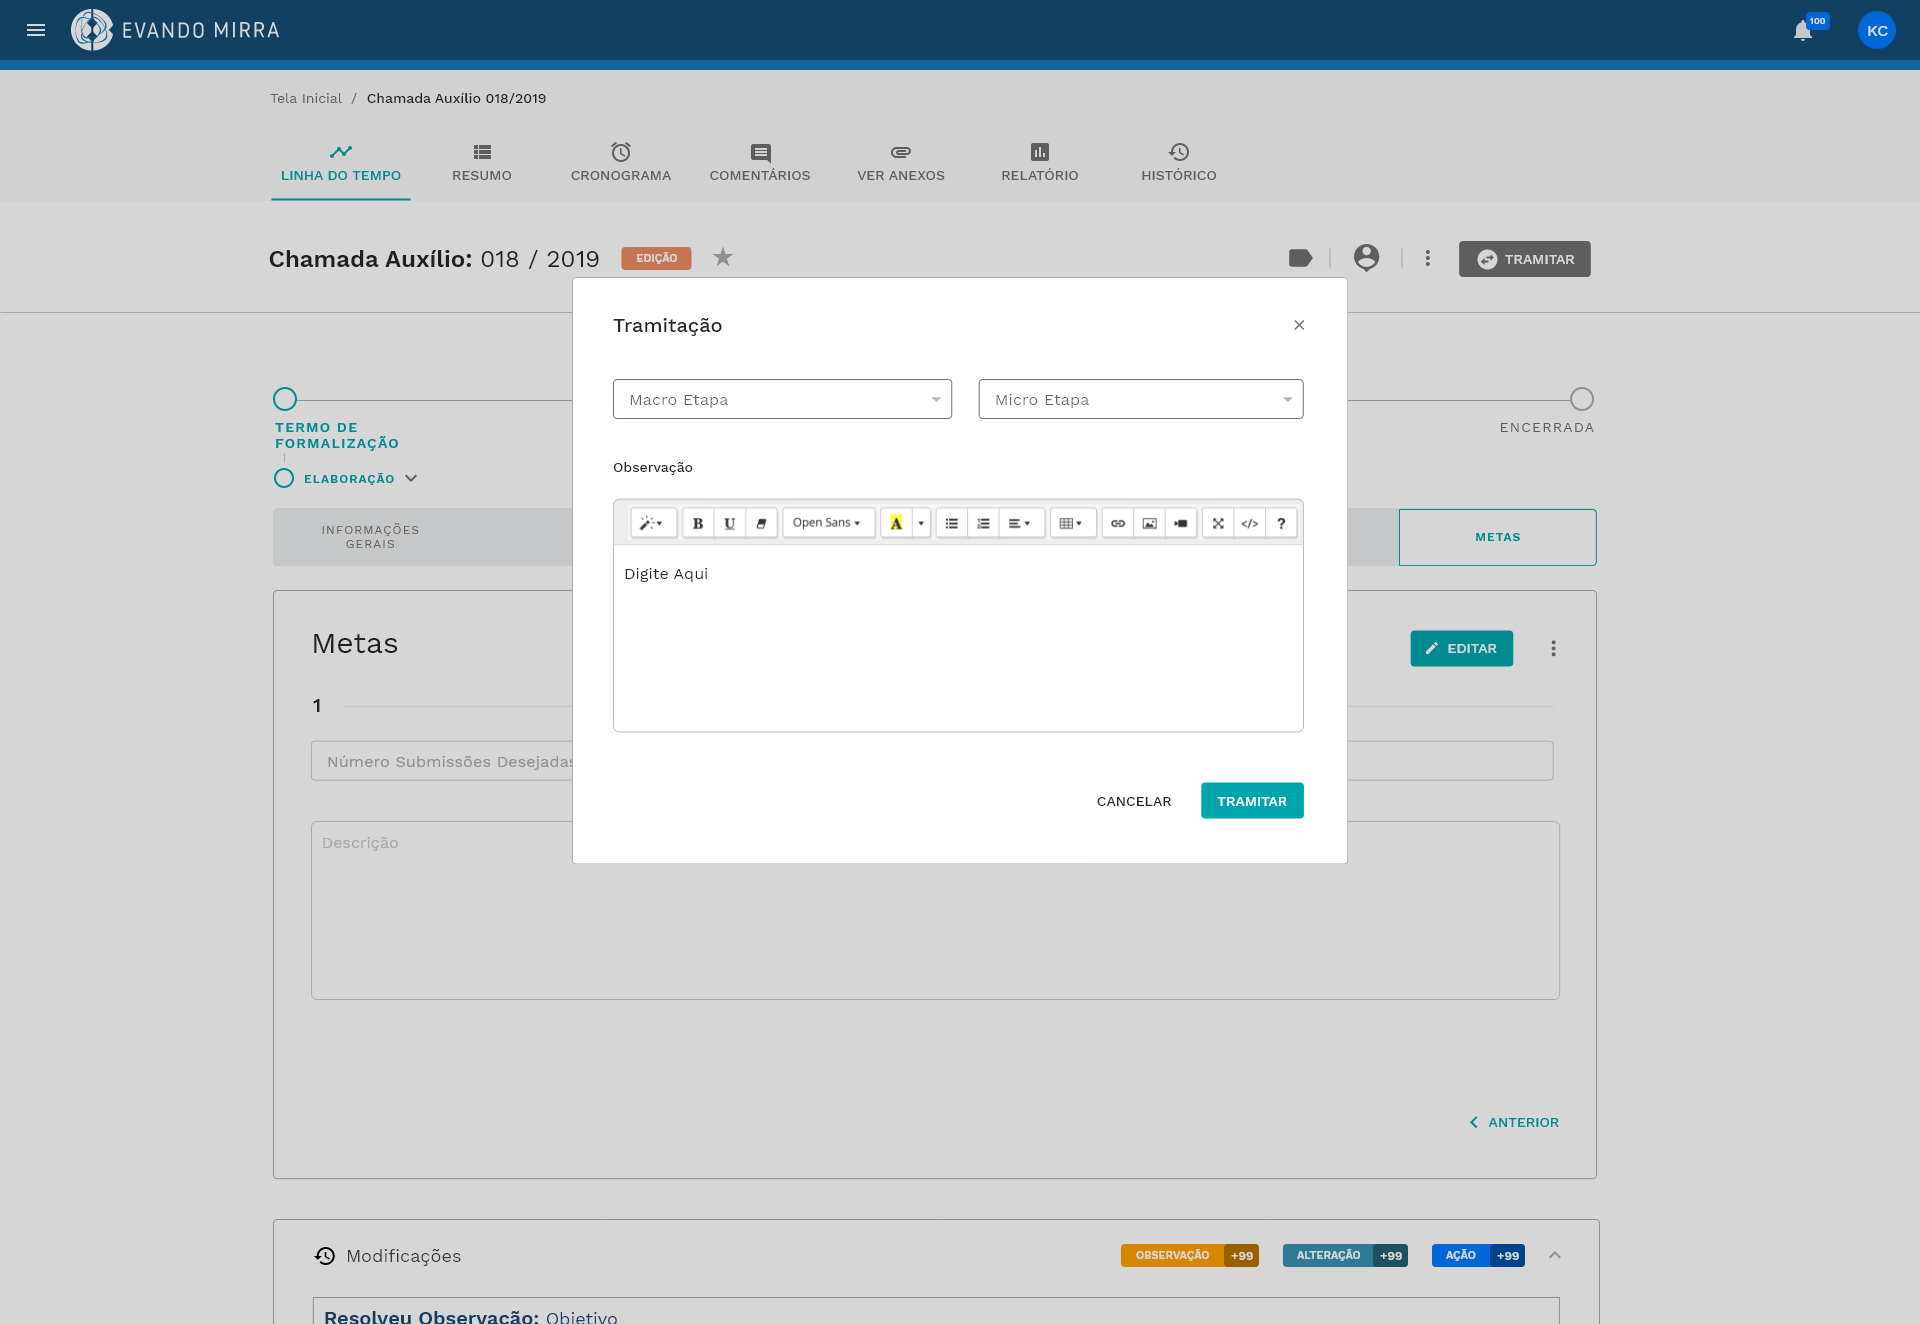 EVANDO MIRRA
100
KC
Tela Inicial / Chamada Auxílio 018/2019
LINHA DO TEMPO
RESUMO
CRONOGRAMA
COMENTÁRIOS
VER ANEXOS
RELATÓRIO
HISTÓRICO
Chamada Auxílio: 018 / 2019
EDIÇÃO
TRAMITAR
Tramitação
×
Macro Etapa
Micro Etapa
TERMO DE
FORMALIZAÇÃO
ENCERRADA
ELABORAÇÃO
Observação
INFORMAÇÕES
GERAIS
B U Open Sans A </> ?
METAS
Digite Aqui
Metas
EDITAR
1
Número Submissões Desejadas
CANCELAR
TRAMITAR
Descrição
ANTERIOR
Modificações
OBSERVAÇÃO +99
ALTERAÇÃO +99
AÇÃO +99
Resolveu Observação: Objetivo